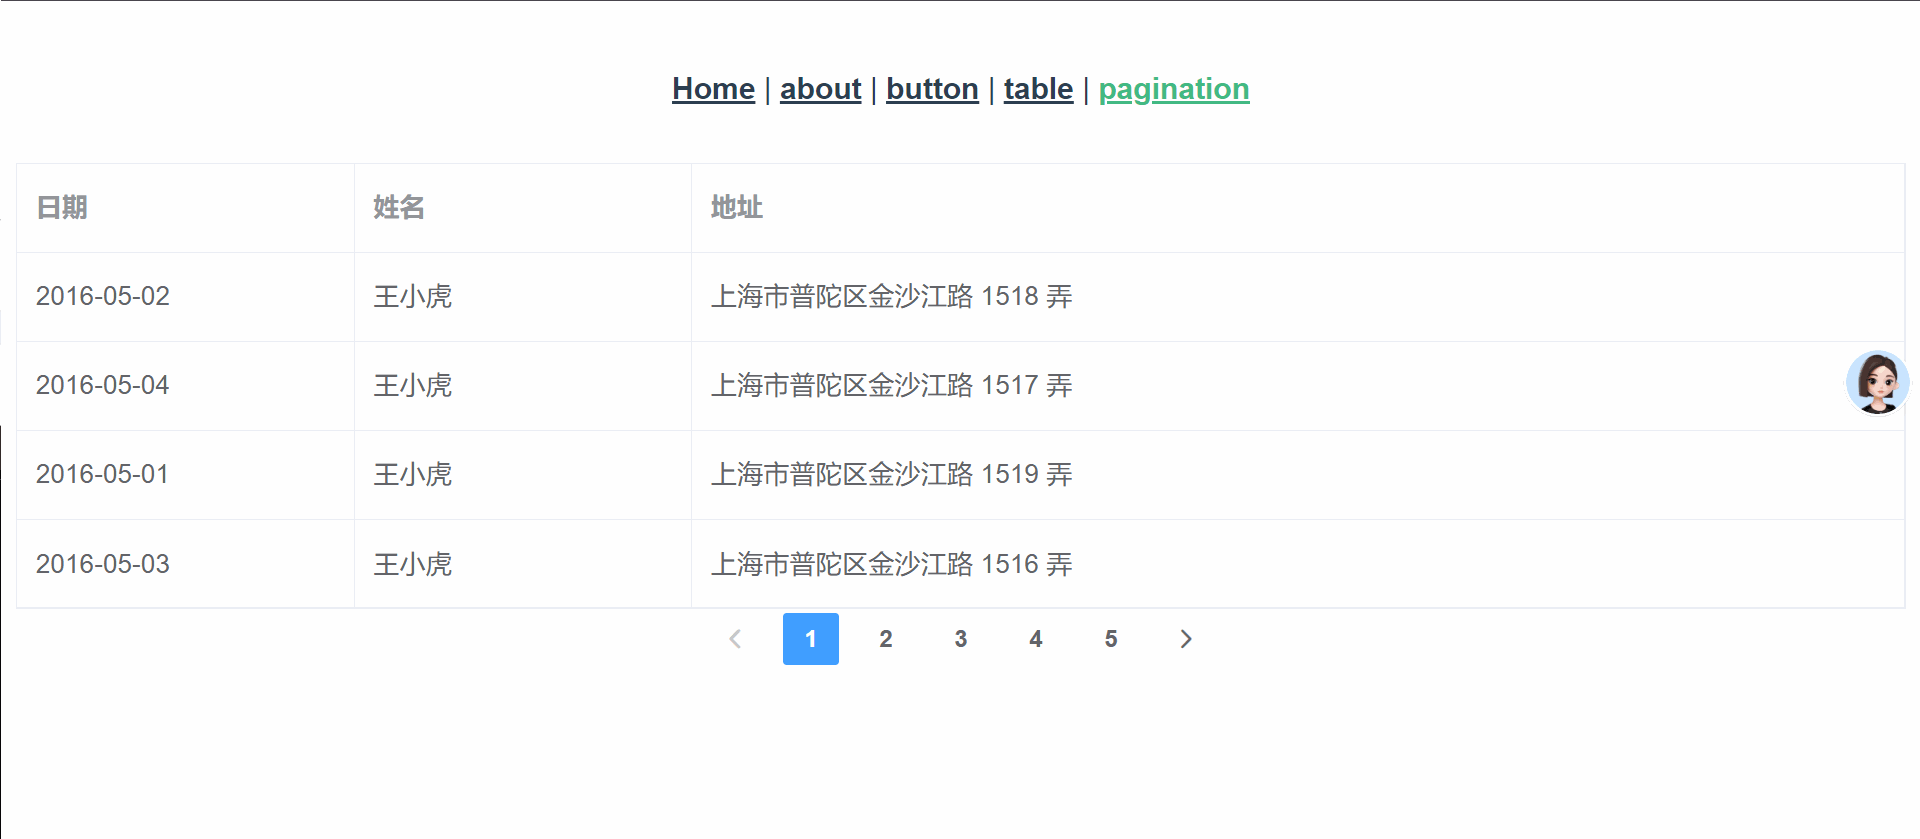 Home | about | button | table | pagination
日期 姓名 地址
2016-05-02 王小虎 上海市普陀区金沙江路 1518 弄
2016-05-04 王小虎 上海市普陀区金沙江路 1517 弄
2016-05-01 王小虎 上海市普陀区金沙江路 1519 弄
2016-05-03 王小虎 上海市普陀区金沙江路 1516 弄
1 2 3 4 5